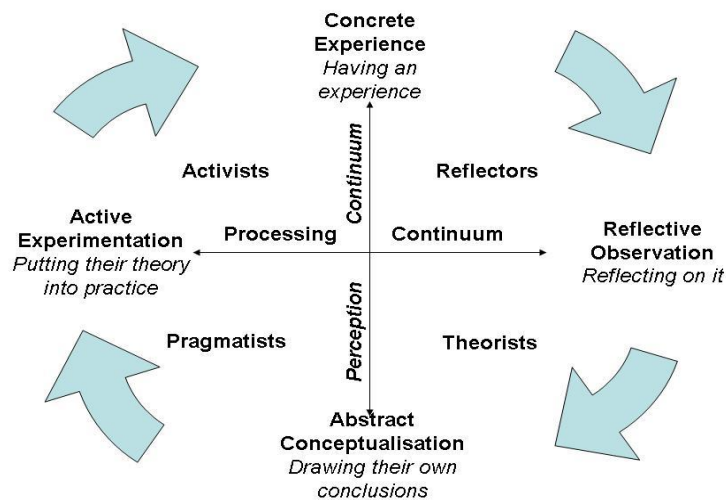 Concrete
Experience
Having an
experience
Continuum
Activists
Reflectors
Active
Experimentation
Putting their theory
into practice
Processing
Continuum
Reflective
Observation
Reflecting on it
Perception
Pragmatists
Theorists
Abstract
Conceptualisation
Drawing their own
conclusions